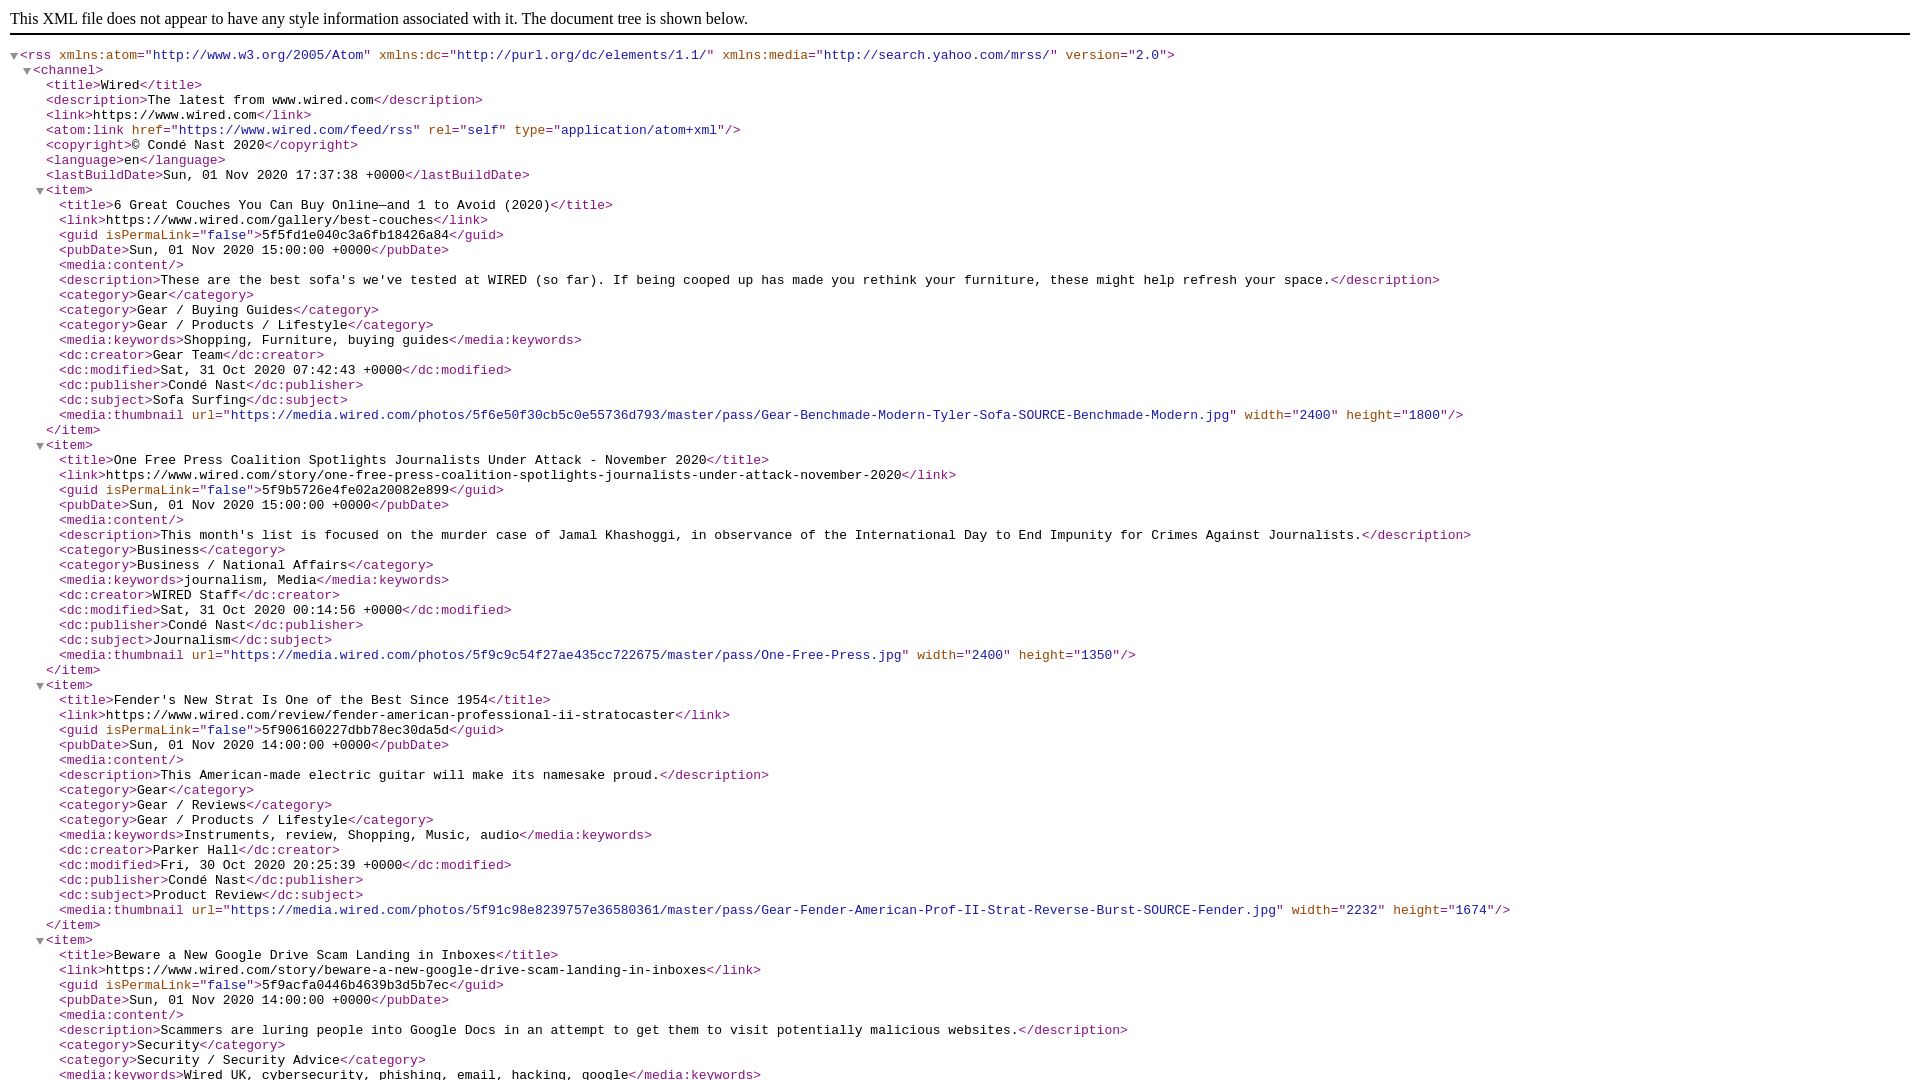 This XML file does not appear to have any style information associated with it. The document tree is shown below.
<rss xmlns:atom="http://www.w3.org/2005/Atom" xmlns:dc="http://purl.org/dc/elements/1.1/" xmlns:media="http://search.yahoo.com/mrss/" version="2.0">
<channel>
<title>Wired</title>
<description>The latest from www.wired.com</description>
<link>https://www.wired.com</link>
<atom:link href="https://www.wired.com/feed/rss" rel="self" type="application/atom+xml"/>
<copyright>© Condé Nast 2020</copyright>
<language>en</language>
<lastBuildDate>Sun, 01 Nov 2020 17:37:38 +0000</lastBuildDate>
<item>
<title>6 Great Couches You Can Buy Online—and 1 to Avoid (2020)</title>
<link>https://www.wired.com/gallery/best-couches</link>
<guid isPermaLink="false">5f5fd1e040c3a6fb18426a84</guid>
<pubDate>Sun, 01 Nov 2020 15:00:00 +0000</pubDate>
<media:content/>
<description>These are the best sofa's we've tested at WIRED (so far). If being cooped up has made you rethink your furniture, these might help refresh your space.</description>
<category>Gear</category>
<category>Gear / Buying Guides</category>
<category>Gear / Products / Lifestyle</category>
<media:keywords>Shopping, Furniture, buying guides</media:keywords>
<dc:creator>Gear Team</dc:creator>
<dc:modified>Sat, 31 Oct 2020 07:42:43 +0000</dc:modified>
<dc:publisher>Condé Nast</dc:publisher>
<dc:subject>Sofa Surfing</dc:subject>
<media:thumbnail url="https://media.wired.com/photos/5f6e50f30cb5c0e55736d793/master/pass/Gear-Benchmade-Modern-Tyler-Sofa-SOURCE-Benchmade-Modern.jpg" width="2400" height="1800"/>
</item>
<item>
<title>One Free Press Coalition Spotlights Journalists Under Attack - November 2020</title>
<link>https://www.wired.com/story/one-free-press-coalition-spotlights-journalists-under-attack-november-2020</link>
<guid isPermaLink="false">5f9b5726e4fe02a20082e899</guid>
<pubDate>Sun, 01 Nov 2020 15:00:00 +0000</pubDate>
<media:content/>
<description>This month's list is focused on the murder case of Jamal Khashoggi, in observance of the International Day to End Impunity for Crimes Against Journalists.</description>
<category>Business</category>
<category>Business / National Affairs</category>
<media:keywords>journalism, Media</media:keywords>
<dc:creator>WIRED Staff</dc:creator>
<dc:modified>Sat, 31 Oct 2020 00:14:56 +0000</dc:modified>
<dc:publisher>Condé Nast</dc:publisher>
<dc:subject>Journalism</dc:subject>
<media:thumbnail url="https://media.wired.com/photos/5f9c9c54f27ae435cc722675/master/pass/One-Free-Press.jpg" width="2400" height="1350"/>
</item>
<item>
<title>Fender's New Strat Is One of the Best Since 1954</title>
<link>https://www.wired.com/review/fender-american-professional-ii-stratocaster</link>
<guid isPermaLink="false">5f906160227dbb78ec30da5d</guid>
<pubDate>Sun, 01 Nov 2020 14:00:00 +0000</pubDate>
<media:content/>
<description>This American-made electric guitar will make its namesake proud.</description>
<category>Gear</category>
<category>Gear / Reviews</category>
<category>Gear / Products / Lifestyle</category>
<media:keywords>Instruments, review, Shopping, Music, audio</media:keywords>
<dc:creator>Parker Hall</dc:creator>
<dc:modified>Fri, 30 Oct 2020 20:25:39 +0000</dc:modified>
<dc:publisher>Condé Nast</dc:publisher>
<dc:subject>Product Review</dc:subject>
<media:thumbnail url="https://media.wired.com/photos/5f91c98e8239757e36580361/master/pass/Gear-Fender-American-Prof-II-Strat-Reverse-Burst-SOURCE-Fender.jpg" width="2232" height="1674"/>
</item>
<item>
<title>Beware a New Google Drive Scam Landing in Inboxes</title>
<link>https://www.wired.com/story/beware-a-new-google-drive-scam-landing-in-inboxes</link>
<guid isPermaLink="false">5f9acfa0446b4639b3d5b7ec</guid>
<pubDate>Sun, 01 Nov 2020 14:00:00 +0000</pubDate>
<media:content/>
<description>Scammers are luring people into Google Docs in an attempt to get them to visit potentially malicious websites.</description>
<category>Security</category>
<category>Security / Security Advice</category>
<media:keywords>Wired UK, cybersecurity, phishing, email, hacking, google</media:keywords>